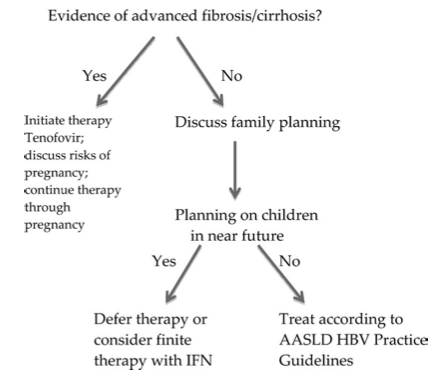 Evidence of advanced fibrosis/cirrhosis?
Yes
No
Initiate therapy
Tenofovir;
discuss risks of
pregnancy;
continue therapy
through
pregnancy
Discuss family planning
Planning on children
in near future
Yes
No
Defer therapy or
consider finite
therapy with IFN
Treat according to
AASLD HBV Practice
Guidelines